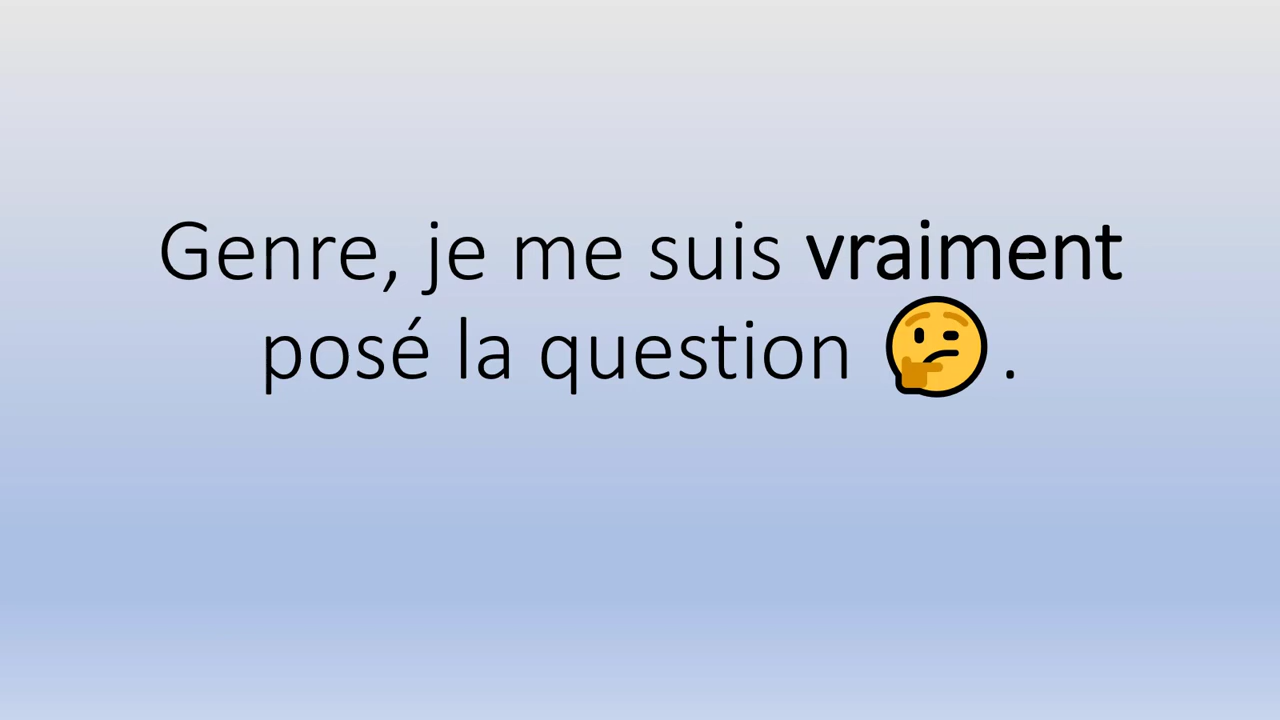 Genre, je me suis vraiment
posé la question 🤔.